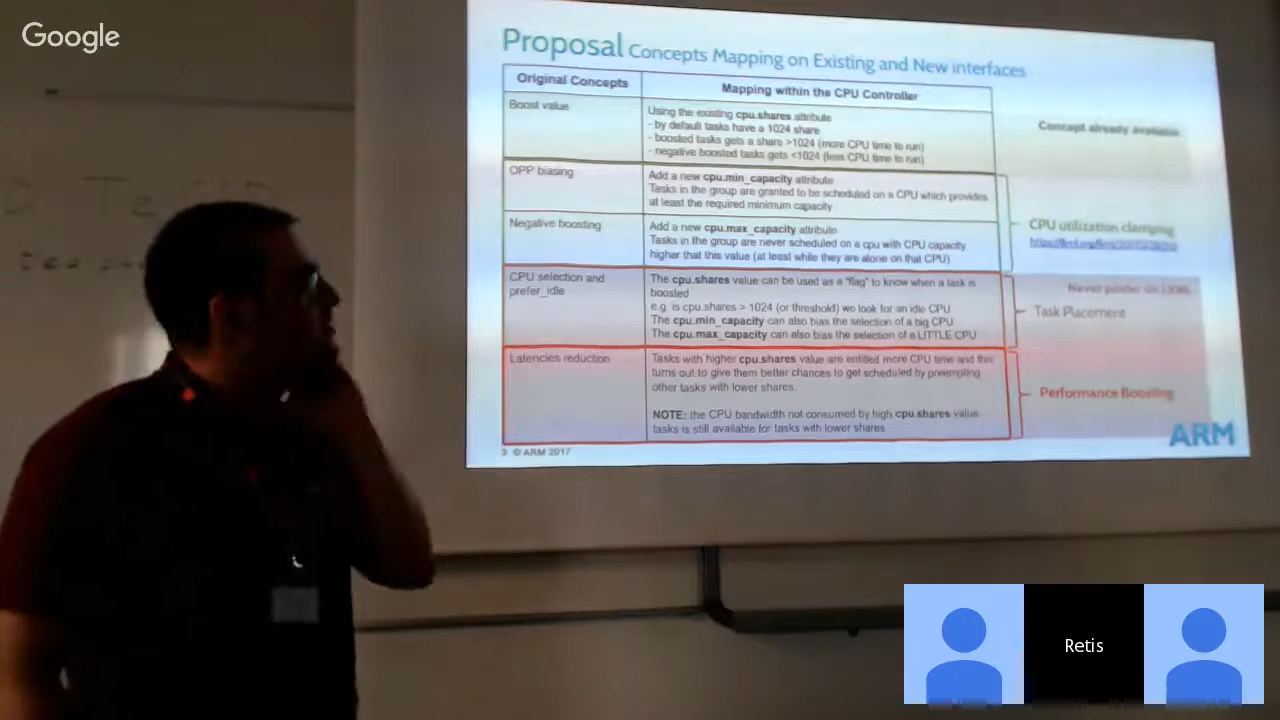 Google
Proposal Concepts Mapping on Existing and New interfaces
Original Concepts
Mapping within the CPU Controller
Boost value
Using the existing cpu.shares attribute
- by default tasks have a 1024 share
- boosted tasks gets a share >1024 (more CPU time to run)
- negative boosted tasks gets <1024 (less CPU time to run)
Concept already available
OPP biasing
Add a new cpu.min_capacity attribute
Tasks in the group are granted to be scheduled on a CPU which provides
at least the required minimum capacity
Negative boosting
Add a new cpu.max_capacity attribute
Tasks in the group are never scheduled on a cpu with CPU capacity
higher that this value (at least while they are alone on that CPU)
CPU utilization clamping
CPU selection and
prefer_idle
The cpu.shares value can be used as a "flag" to know when a task is
boosted
e.g. is cpu.shares > 1024 (or threshold) we look for an idle CPU
The cpu.min_capacity can also bias the selection of a big CPU
The cpu.max_capacity can also bias the selection of a LITTLE CPU
Never posted on LKML
Task Placement
Latencies reduction
Tasks with higher cpu.shares value are entitled more CPU time and this
turns out to give them better chances to get scheduled by preempting
other tasks with lower shares.
NOTE: the CPU bandwidth not consumed by high cpu.shares value
tasks is still available for tasks with lower shares
Performance Boosting
3 © ARM 2017
ARM
Retis